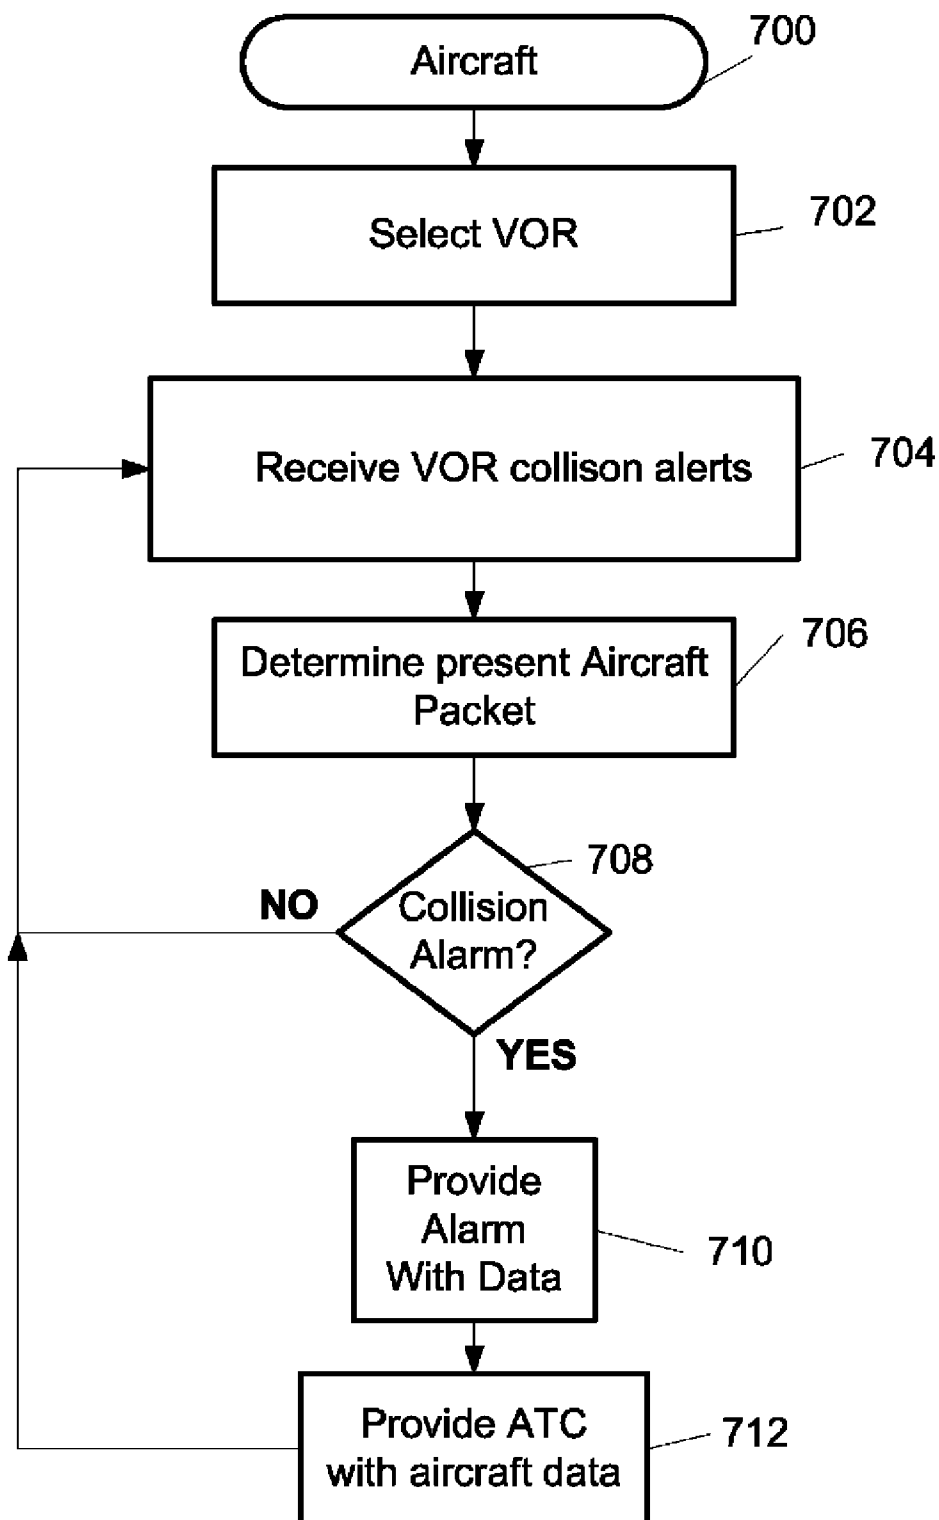 Aircraft
700
Select VOR
702
Receive VOR collison alerts
704
Determine present Aircraft
Packet
706
708
Collision
Alarm?
NO
YES
Provide
Alarm
With Data
710
Provide ATC
with aircraft data
712